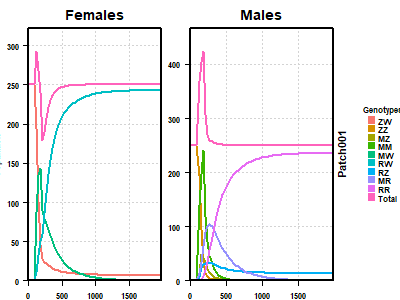 Females
Males
300
250
200
150
100
50
0
0
500
1000
1500
400
300
200
100
0
0
500
1000
1500
Patch001
Genotypes
ZW
ZZ
MZ
MM
MW
RW
RZ
MR
RR
Total